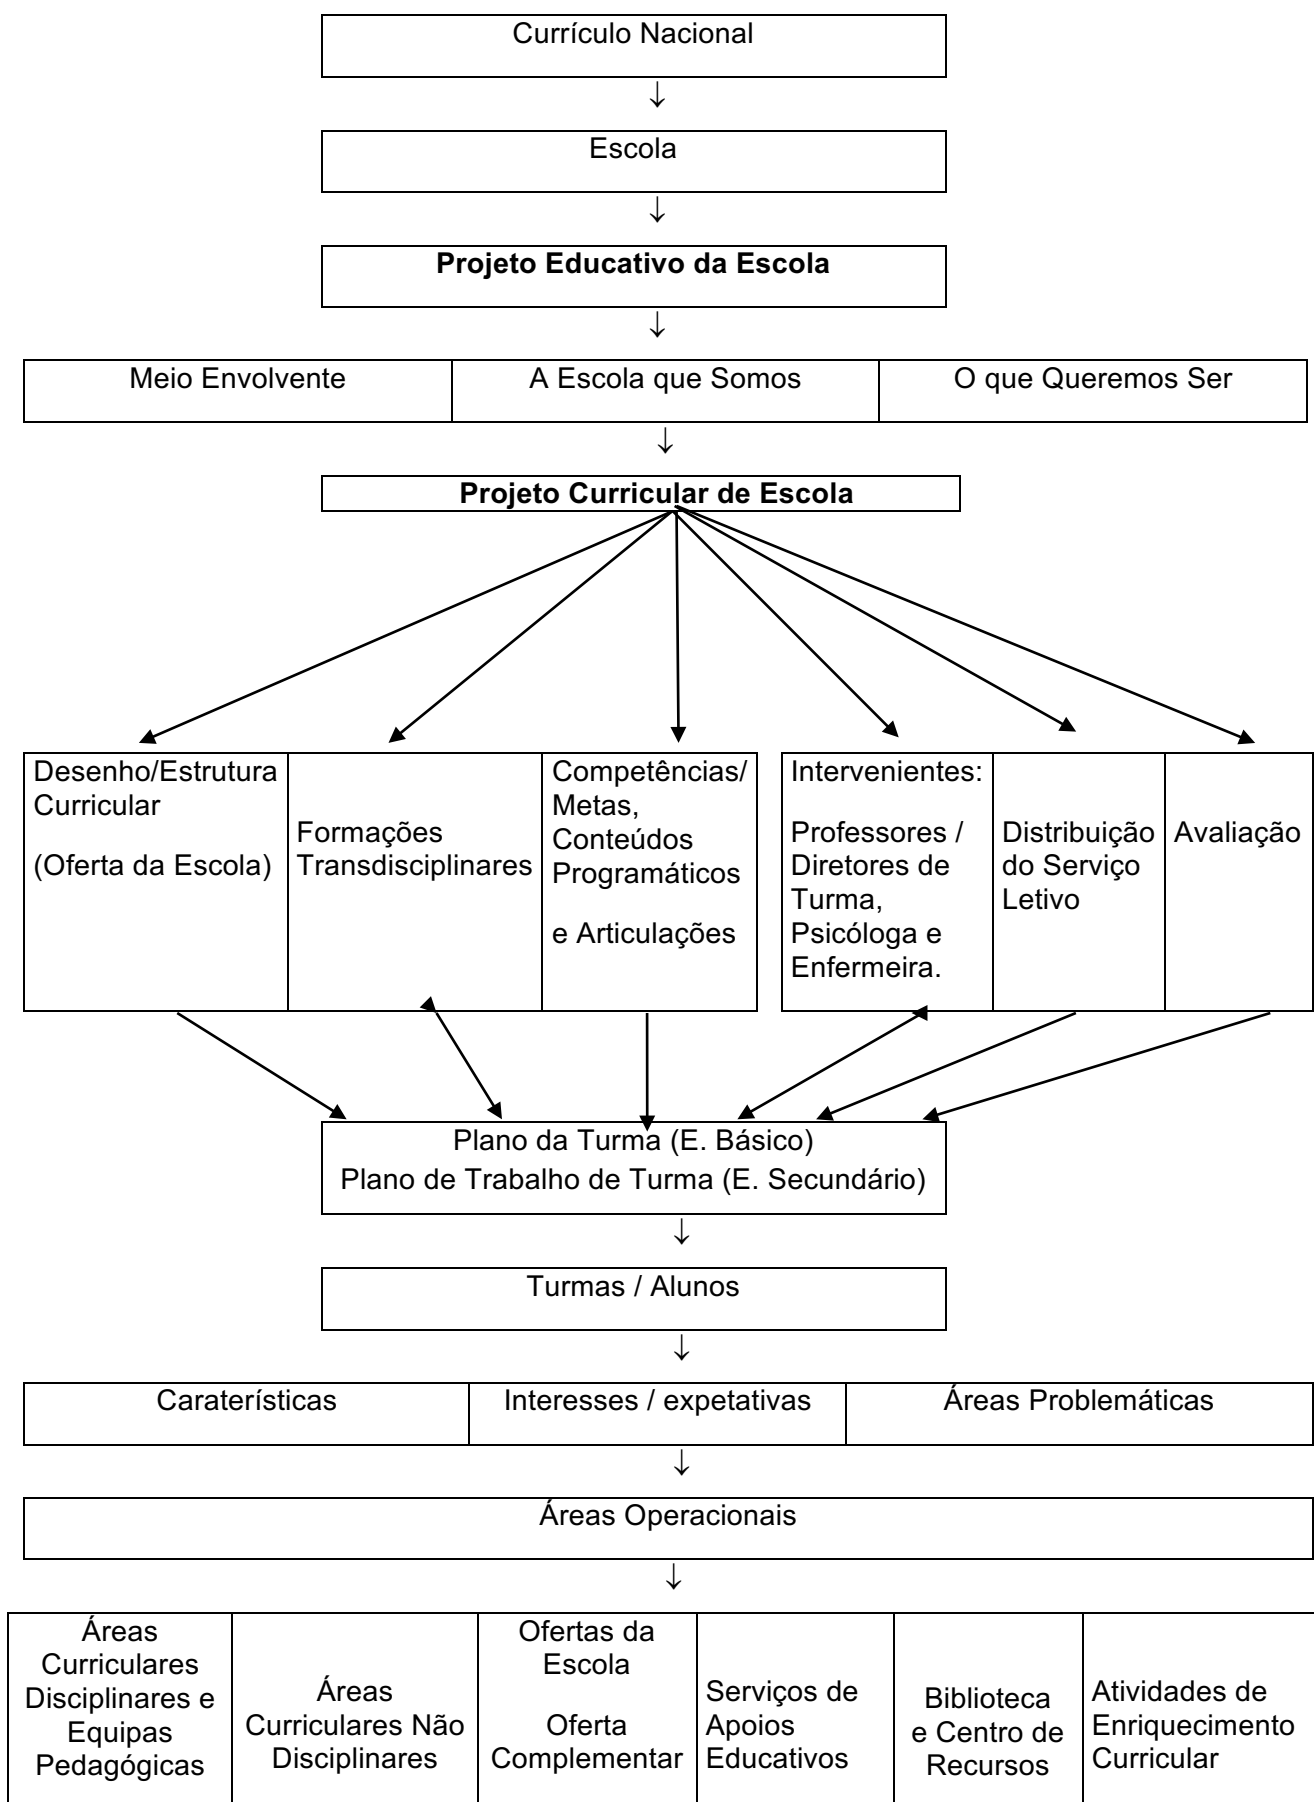 Currículo Nacional
↓
Escola
↓
Projeto Educativo da Escola
↓
Meio Envolvente
A Escola que Somos
O que Queremos Ser
↓
Projeto Curricular de Escola
Desenho/Estrutura
Curricular
(Oferta da Escola)
Formações
Transdisciplinares
Competências/
Metas,
Conteúdos
Programáticos
e Articulações
Intervenientes:
Professores /
Diretores de
Turma,
Psicóloga e
Enfermeira.
Distribuição
do Serviço
Letivo
Avaliação
Plano da Turma (E. Básico)
Plano de Trabalho de Turma (E. Secundário)
↓
Turmas / Alunos
↓
Caraterísticas
Interesses / expetativas
Áreas Problemáticas
↓
Áreas Operacionais
↓
Áreas
Curriculares
Disciplinares e
Equipas
Pedagógicas
Áreas
Curriculares Não
Disciplinares
Ofertas da
Escola
Oferta
Complementar
Serviços de
Apoios
Educativos
Biblioteca
e Centro de
Recursos
Atividades de
Enriquecimento
Curricular